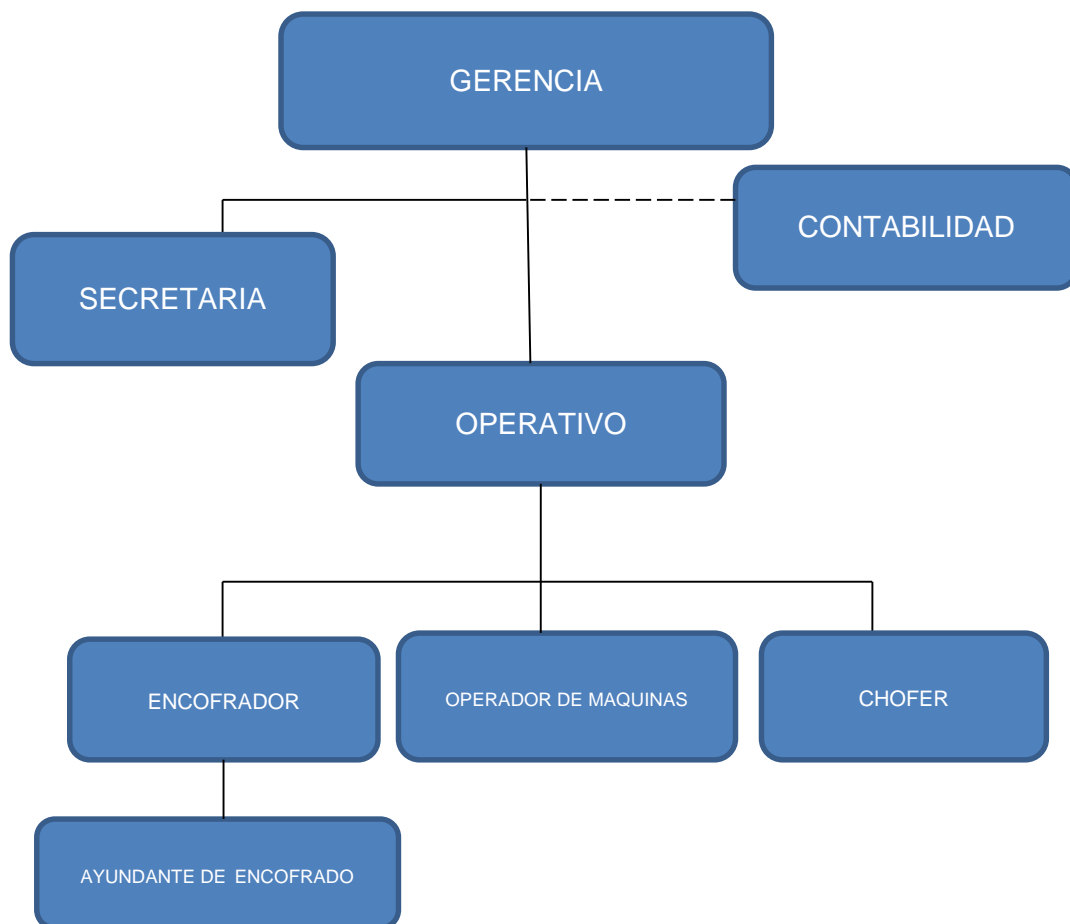 GERENCIA
CONTABILIDAD
SECRETARIA
OPERATIVO
ENCOFRADOR
OPERADOR DE MAQUINAS
CHOFER
AYUNDANTE DE ENCOFRADO